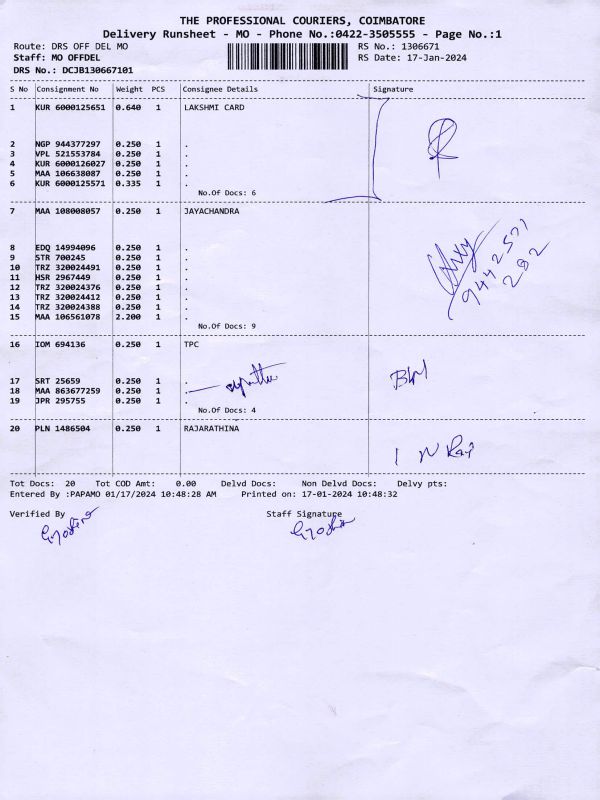 THE PROFESSIONAL COURIERS, COIMBATORE
Delivery Runsheet - MO - Phone No.:0422-3505555 - Page No.:1
Route: DRS OFF DEL MO RS No.: 1306671
Staff: MO OFFDEL RS Date: 17-Jan-2024
DRS No.: DCJB130667101
S No Consignment No Weight PCS Consignee Details Signature
1 KUR 6000125651 0.640 1 LAKSHMI CARD
2 NGP 944377297 0.250 1 .
3 VPL 521553784 0.250 1 .
4 KUR 6000126027 0.250 1 .
5 MAA 106638087 0.250 1 .
6 KUR 6000125571 0.335 1 .
No.Of Docs: 6
7 MAA 108008057 0.250 1 JAYACHANDRA
8 EDQ 14994096 0.250 1 .
9 STR 700245 0.250 1 .
10 TRZ 320024491 0.250 1 .
11 HSR 2967449 0.250 1 .
12 TRZ 320024376 0.250 1 .
13 TRZ 320024412 0.250 1 .
14 TRZ 320024388 0.250 1 .
15 MAA 106561078 2.200 1 .
9442571
282
No.Of Docs: 9
16 IOM 694136 0.250 1 TPC
17 SRT 25659 0.250 1 .
18 MAA 863677259 0.250 1 .
19 JPR 295755 0.250 1 .
No.Of Docs: 4
20 PLN 1486504 0.250 1 RAJARATHINA
Tot Docs: 20 Tot COD Amt: 0.00 Delvd Docs: Non Delvd Docs: Delvy pts:
Entered By :PAPAMO 01/17/2024 10:48:28 AM Printed on: 17-01-2024 10:48:32
Verified By Staff Signature